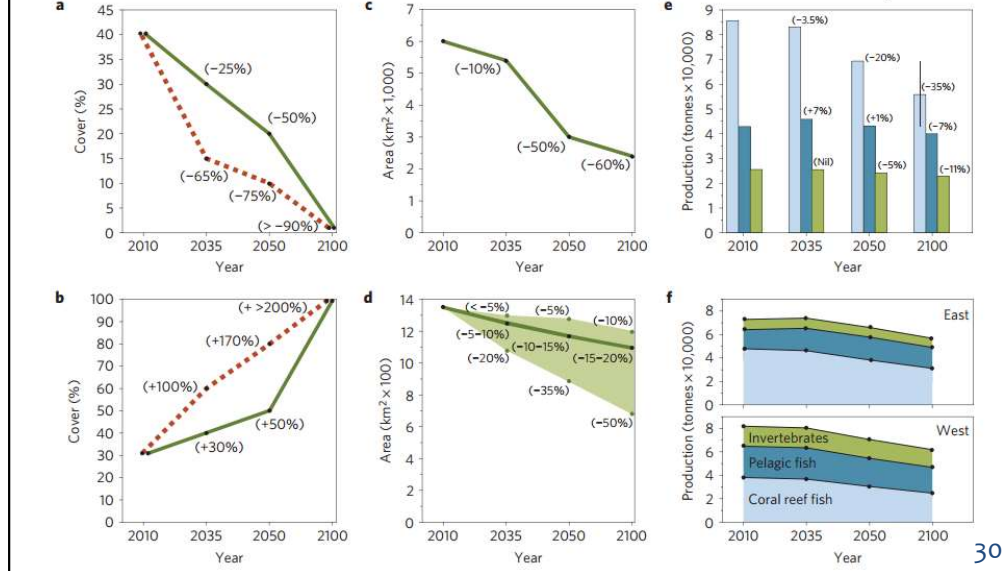 a
45
40
35
30
25
20
15
10
5
0
Cover (%)
(−25%)
(−50%)
(−65%)
(−75%)
(> −90%)
2010 2035 2050 2100
Year
c
7
6
5
4
3
2
1
0
Area (km² × 1,000)
(−10%)
(−50%)
(−60%)
2010 2035 2050 2100
Year
e
9
8
7
6
5
4
3
2
1
0
Production (tonnes × 10,000)
(−3.5%)
(−20%)
(−35%)
(+7%)
(+1%)
(−7%)
(Nil)
(−5%)
(−11%)
2010 2035 2050 2100
Year
b
100
90
80
70
60
50
40
30
20
10
0
Cover (%)
(+ >200%)
(+170%)
(+100%)
(+50%)
(+30%)
2010 2035 2050 2100
Year
d
14
12
10
8
6
4
2
0
Area (km² × 100)
(< −5%)
(−5%)
(−10%)
(−5−10%)
(−10−15%)
(−15−20%)
(−20%)
(−35%)
(−50%)
2010 2035 2050 2100
Year
f
8
6
4
2
0
East
8
6
4
2
0
West
Production (tonnes × 10,000)
Invertebrates
Pelagic fish
Coral reef fish
2010 2035 2050 2100
Year
30